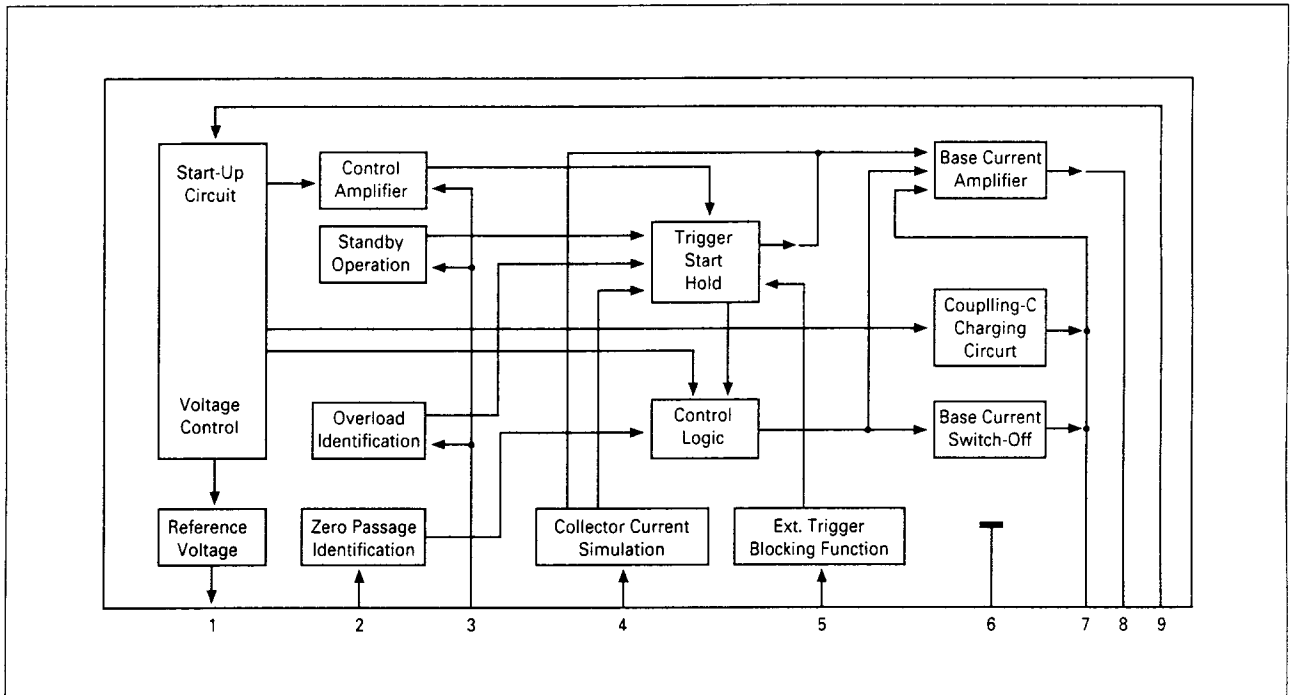 Start-Up
Circuit
Voltage
Control
Control
Amplifier
Standby
Operation
Overload
Identification
Reference
Voltage
Zero Passage
Identification
Trigger
Start
Hold
Control
Logic
Collector Current
Simulation
Ext. Trigger
Blocking Function
Base Current
Amplifier
Couplling-C
Charging
Circurt
Base Current
Switch-Off
1 2 3 4 5 6 7 8 9